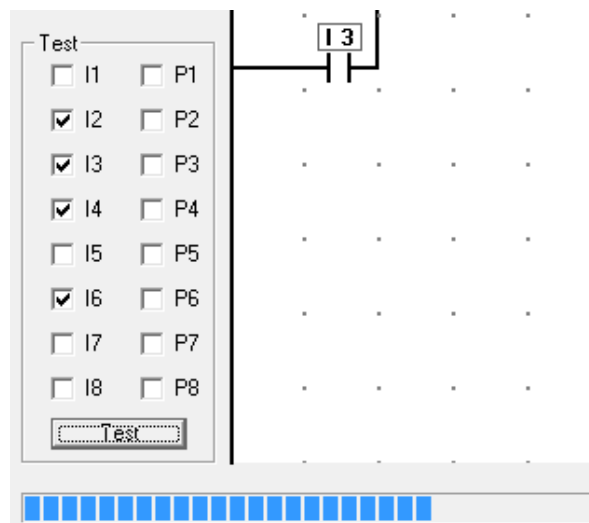 I 3
Test
I1 P1
I2 P2
I3 P3
I4 P4
I5 P5
I6 P6
I7 P7
I8 P8
Test